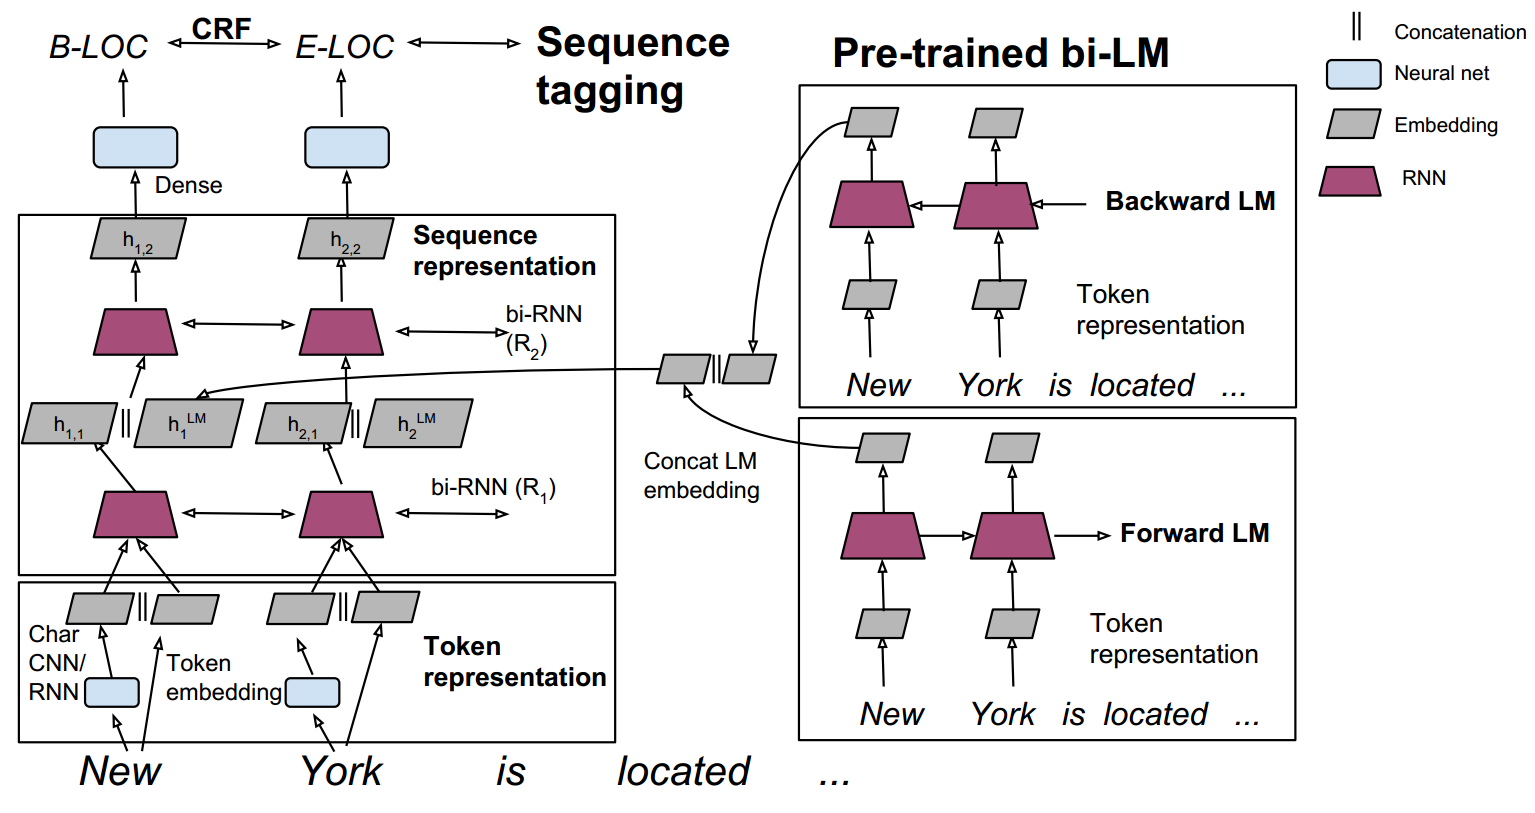 B-LOC
CRF
E-LOC
Sequence
tagging
Dense
h1,2
h2,2
Sequence
representation
bi-RNN
(R2)
h1,1
h1LM
h2,1
h2LM
bi-RNN (R1)
Char
CNN/
RNN
Token
embedding
Token
representation
New York is located ...
Concat LM
embedding
Pre-trained bi-LM
Backward LM
Token
representation
New York is located ...
Forward LM
Token
representation
New York is located ...
Concatenation
Neural net
Embedding
RNN